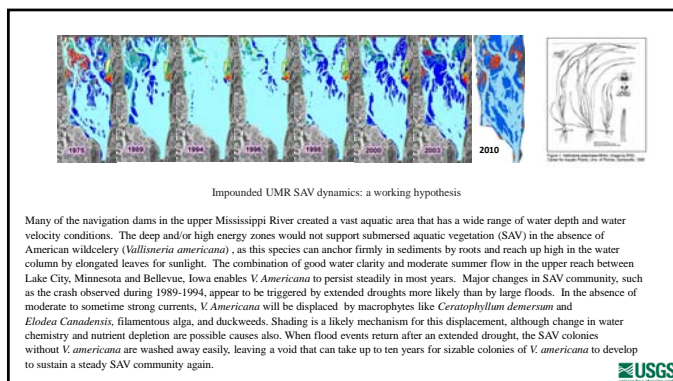 1975 1989 1994 1996 1998 2000 2003 2010
Impounded UMR SAV dynamics: a working hypothesis
Many of the navigation dams in the upper Mississippi River created a vast aquatic area that has a wide range of water depth and water
velocity conditions. The deep and/or high energy zones would not support submersed aquatic vegetation (SAV) in the absence of
American wildcelery (Vallisneria americana) , as this species can anchor firmly in sediments by roots and reach up high in the water
column by elongated leaves for sunlight. The combination of good water clarity and moderate summer flow in the upper reach between
Lake City, Minnesota and Bellevue, Iowa enables V. Americana to persist steadily in most years. Major changes in SAV community, such
as the crash observed during 1989-1994, appear to be triggered by extended droughts more likely than by large floods. In the absence of
moderate to sometime strong currents, V. Americana will be displaced by macrophytes like Ceratophyllum demersum and
Elodea Canadensis, filamentous alga, and duckweeds. Shading is a likely mechanism for this displacement, although change in water
chemistry and nutrient depletion are possible causes also. When flood events return after an extended drought, the SAV colonies
without V. americana are washed away easily, leaving a void that can take up to ten years for sizable colonies of V. americana to develop
to sustain a steady SAV community again.
USGS